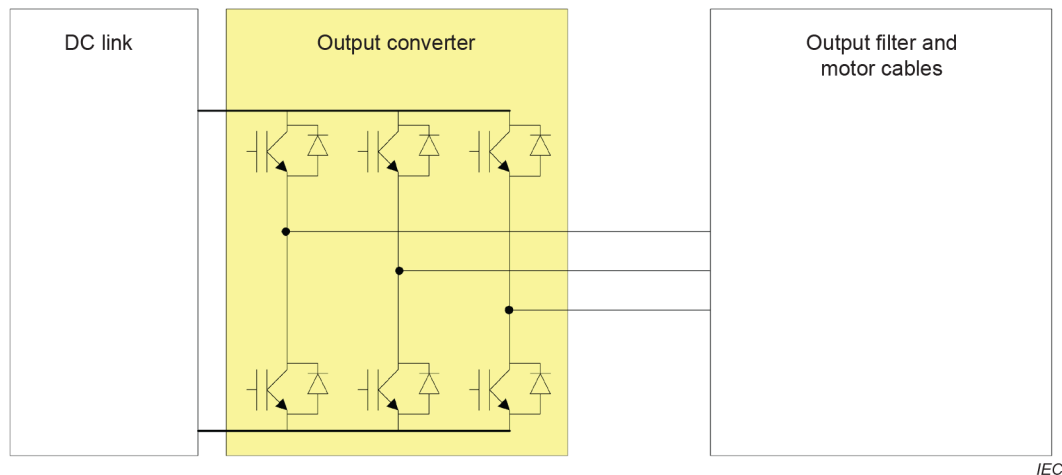 DC link
Output converter
Output filter and
motor cables
IEC